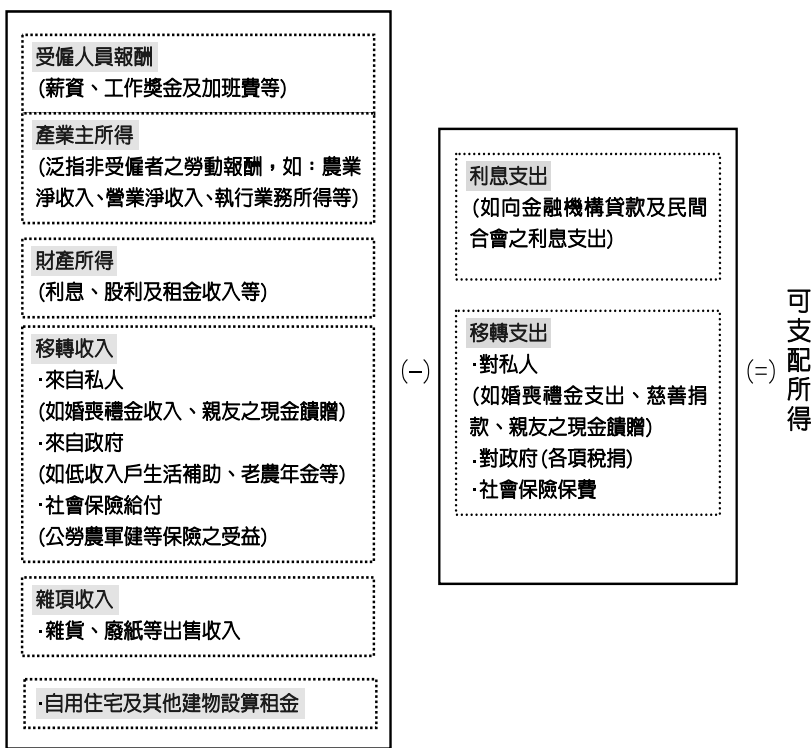 受僱人員報酬
(薪資、工作獎金及加班費等)
產業主所得
(泛指非受僱者之勞動報酬，如：農業
淨收入、營業淨收入、執行業務所得等)
財產所得
(利息、股利及租金收入等)
移轉收入
‧來自私人
(如婚喪禮金收入、親友之現金餽贈)
‧來自政府
(如低收入戶生活補助、老農年金等)
‧社會保險給付
(公勞農軍健等保險之受益)
雜項收入
‧雜貨、廢紙等出售收入
‧自用住宅及其他建物設算租金
(−)
利息支出
(如向金融機構貸款及民間
合會之利息支出)
移轉支出
‧對私人
(如婚喪禮金支出、慈善捐
款、親友之現金餽贈)
‧對政府(各項稅捐)
‧社會保險保費
(=)
可支配所得